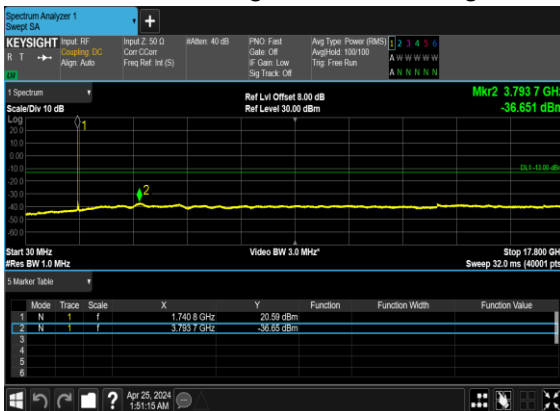 Spectrum Analyzer 1
Swept SA
KEYSIGHT Input: RF Input Z: 50 Ω #Atten: 40 dB PNO: Fast Avg Type: Power (RMS) 1 2 3 4 5 6
R T Coupling: DC Corr CCorr Gate: Off Avg|Hold: 100/100 A W W W W W
Align: Auto Freq Ref: Int (S) IF Gain: Low Trig: Free Run
Sig Track: Off A N N N N N
1 Spectrum
Scale/Div 10 dB
Ref Lvl Offset 8.00 dB
Ref Level 30.00 dBm
Mkr2 3.793 7 GHz
-36.651 dBm
Log
20.0
10.0
0.00
-10.0
-20.0
-30.0
-40.0
-50.0
-60.0
1
2
DL1 -13.00 dB
Start 30 MHz Video BW 3.0 MHz* Stop 17.800 GH
#Res BW 1.0 MHz Sweep 32.0 ms (40001 pts
5 Marker Table
Mode Trace Scale X Y Function Function Width Function Value
1 N 1 f 1.740 8 GHz 20.59 dBm
2 N 1 f 3.793 7 GHz -36.65 dBm
3
4
5
6
? Apr 25, 2024
1:51:15 AM